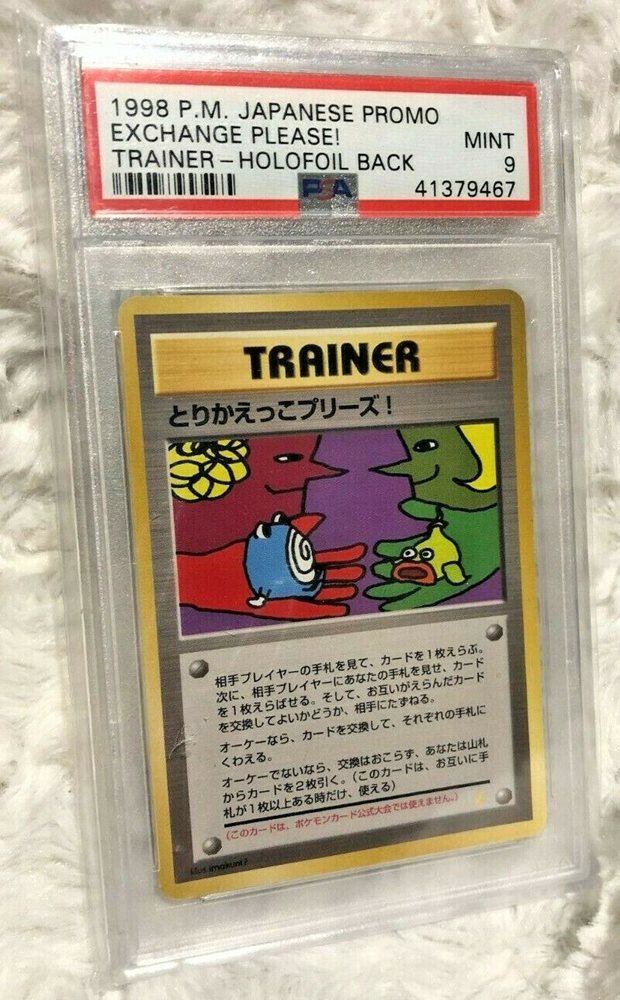 1998 P.M. JAPANESE PROMO
EXCHANGE PLEASE! MINT
TRAINER - HOLOFOIL BACK 9
PSA 41379467
TRAINER
とりかえっこプリーズ!
相手プレイヤーの手札を見て、カードを1枚えらぶ。
次に、相手プレイヤーにあなたの手札を見せ、カード
を1枚えらばせる。そして、お互いがえらんだカード
を交換してよいかどうか、相手にたずねる。
オーケーなら、カードを交換して、それぞれの手札に
くわえる。
オーケーでないなら、交換はおこらず、あなたは山札
からカードを2枚引く。(このカードは、お互いに手
札が1枚以上ある時だけ、使える)
(このカードは、ポケモンカード公式大会では使えません。)
Illus. imakuni?